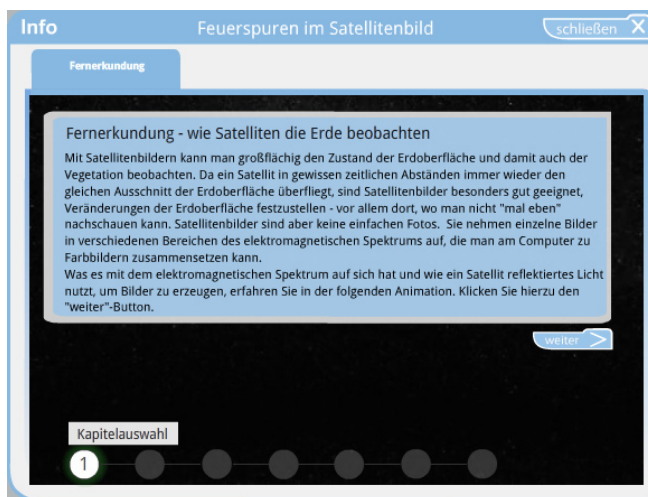 Info
Feuerspuren im Satellitenbild
schließen X
Fernerkundung
Fernerkundung - wie Satelliten die Erde beobachten
Mit Satellitenbildern kann man großflächig den Zustand der Erdoberfläche und damit auch der
Vegetation beobachten. Da ein Satellit in gewissen zeitlichen Abständen immer wieder den
gleichen Ausschnitt der Erdoberfläche überfliegt, sind Satellitenbilder besonders gut geeignet,
Veränderungen der Erdoberfläche festzustellen - vor allem dort, wo man nicht "mal eben"
nachschauen kann. Satellitenbilder sind aber keine einfachen Fotos. Sie nehmen einzelne Bilder
in verschiedenen Bereichen des elektromagnetischen Spektrums auf, die man am Computer zu
Farbbildern zusammensetzen kann.
Was es mit dem elektromagnetischen Spektrum auf sich hat und wie ein Satellit reflektiertes Licht
nutzt, um Bilder zu erzeugen, erfahren Sie in der folgenden Animation. Klicken Sie hierzu den
"weiter"-Button.
weiter >
Kapitelauswahl
1